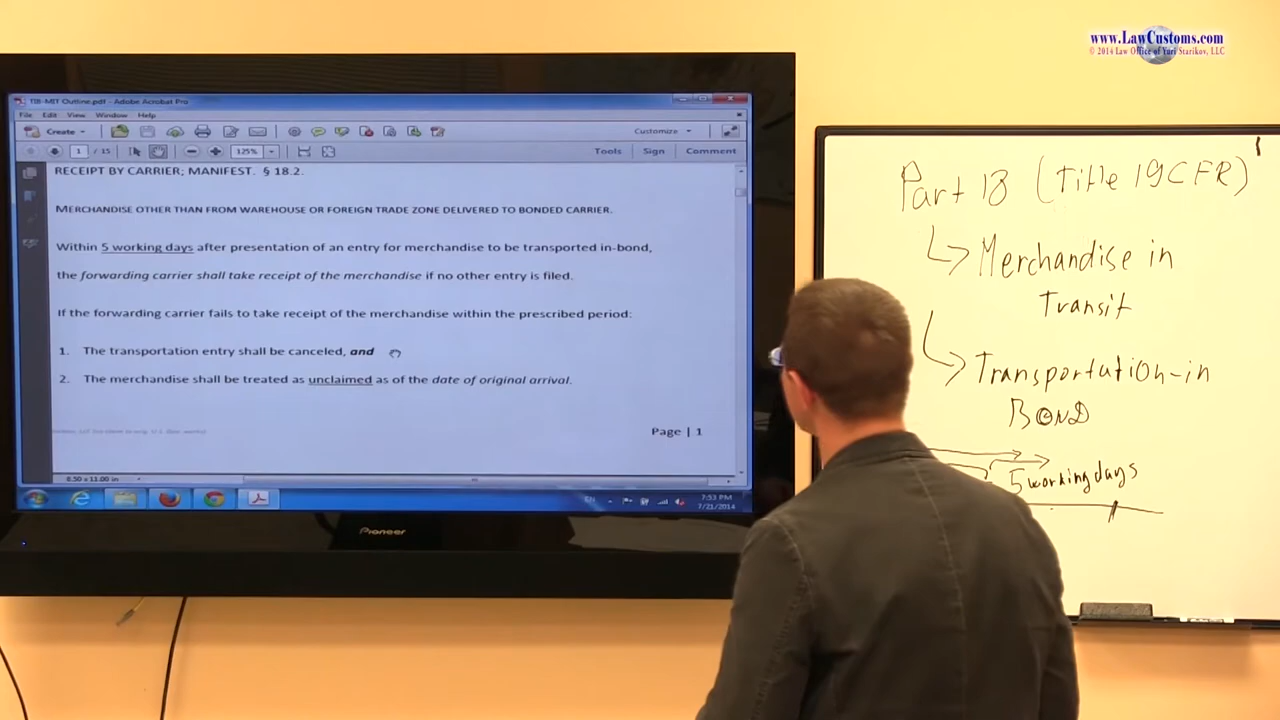 www.LawCustoms.com
© 2014 Law Office of Yuri Starikov, LLC
TIB-MIT Outline.pdf - Adobe Acrobat Pro
File Edit View Window Help
Create
Customize
1 / 15
125%
Tools Sign Comment
RECEIPT BY CARRIER; MANIFEST. § 18.2.
MERCHANDISE OTHER THAN FROM WAREHOUSE OR FOREIGN TRADE ZONE DELIVERED TO BONDED CARRIER.
Within 5 working days after presentation of an entry for merchandise to be transported in-bond,
the forwarding carrier shall take receipt of the merchandise if no other entry is filed.
If the forwarding carrier fails to take receipt of the merchandise within the prescribed period:
1. The transportation entry shall be canceled, and
2. The merchandise shall be treated as unclaimed as of the date of original arrival.
Page | 1
8.50 x 11.00 in
EN
7:53 PM
7/21/2014
Pioneer
Part 18 (Title 19CFR)
Merchandise in
Transit
Transportation-in
BOND
5 working days